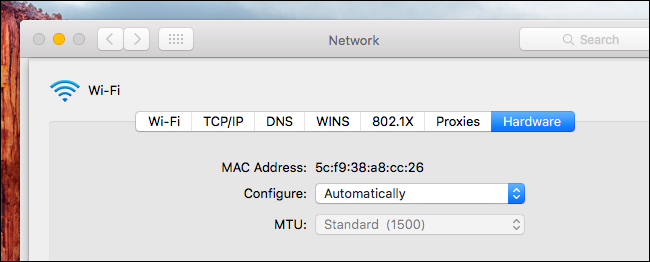 Network
Search
Wi-Fi
Wi-Fi TCP/IP DNS WINS 802.1X Proxies Hardware
MAC Address: 5c:f9:38:a8:cc:26
Configure: Automatically
MTU: Standard (1500)